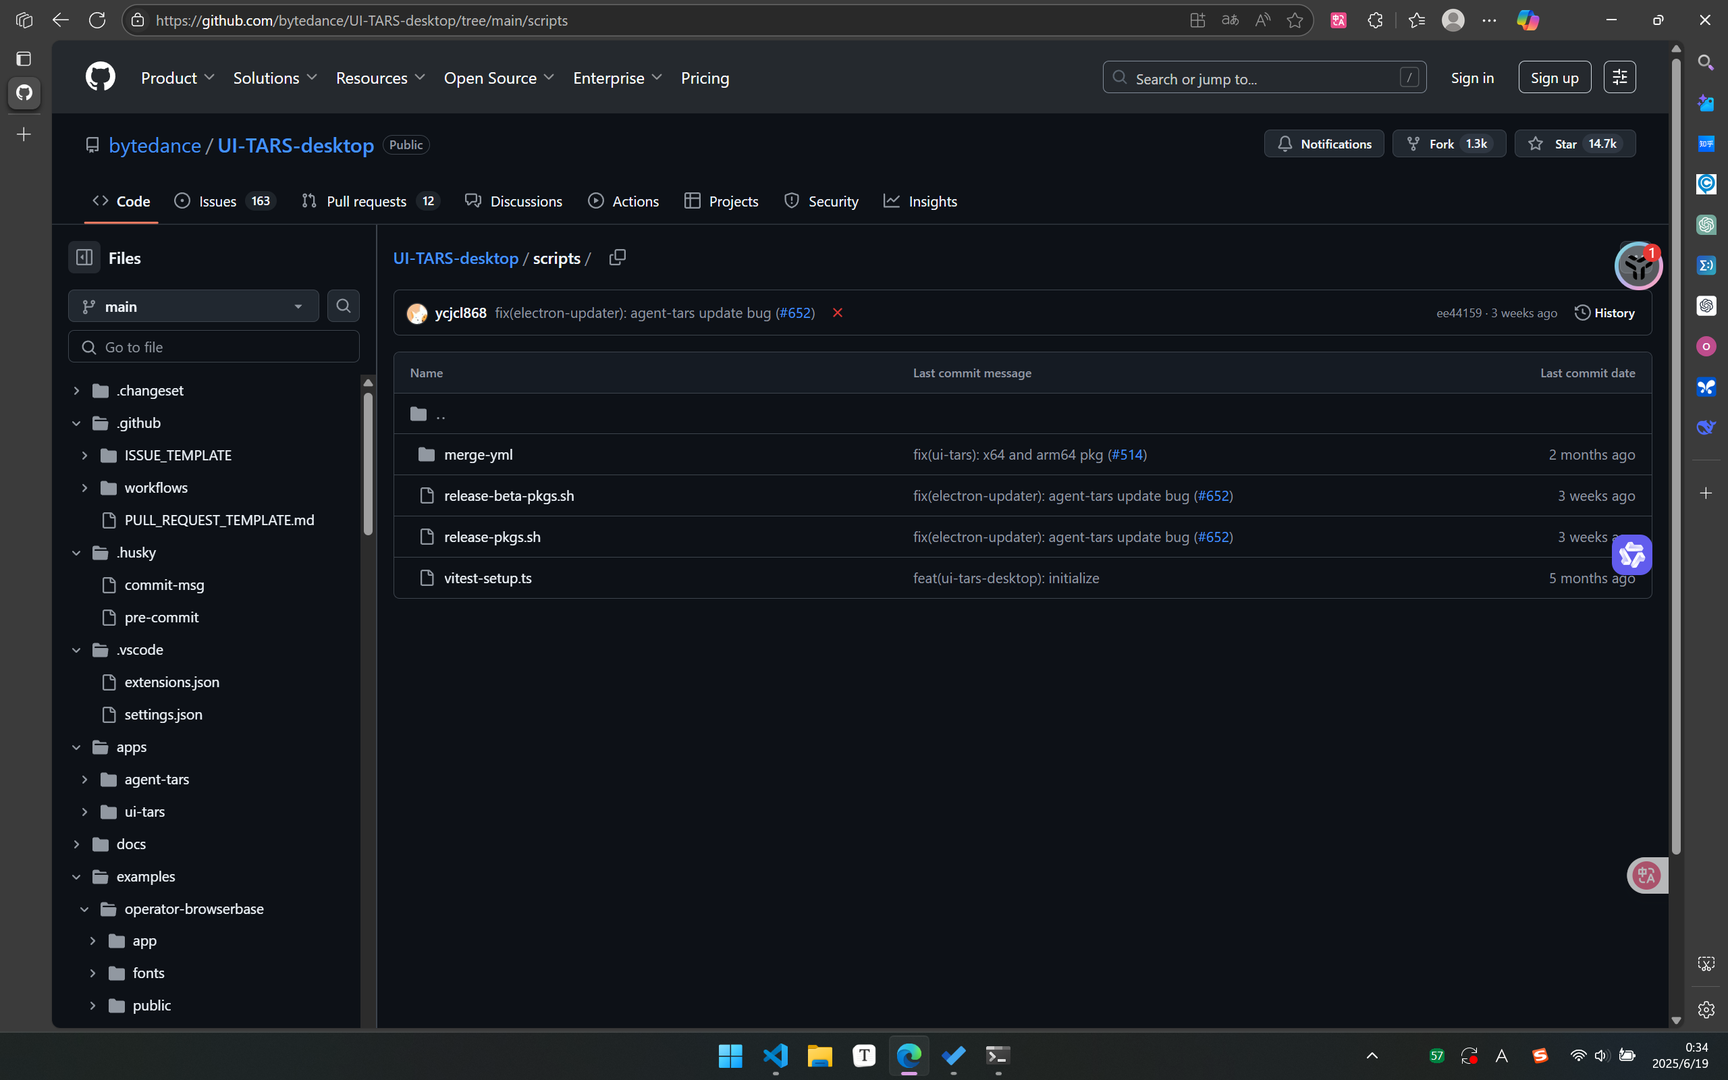 https://github.com/bytedance/UI-TARS-desktop/tree/main/scripts
Product
Solutions
Resources
Open Source
Enterprise
Pricing
Search or jump to...
/
Sign in
Sign up
bytedance / UI-TARS-desktop
Public
Notifications
Fork 1.3k
Star 14.7k
Code
Issues 163
Pull requests 12
Discussions
Actions
Projects
Security
Insights
Files
main
Go to file
.changeset
.github
ISSUE_TEMPLATE
workflows
PULL_REQUEST_TEMPLATE.md
.husky
commit-msg
pre-commit
.vscode
extensions.json
settings.json
apps
agent-tars
ui-tars
docs
examples
operator-browserbase
app
fonts
public
UI-TARS-desktop / scripts /
1
ycjcl868 fix(electron-updater): agent-tars update bug (#652)
ee44159 · 3 weeks ago
History
Name Last commit message Last commit date
..
merge-yml fix(ui-tars): x64 and arm64 pkg (#514) 2 months ago
release-beta-pkgs.sh fix(electron-updater): agent-tars update bug (#652) 3 weeks ago
release-pkgs.sh fix(electron-updater): agent-tars update bug (#652) 3 weeks
vitest-setup.ts feat(ui-tars-desktop): initialize 5 months ago
57
A
0:34
2025/6/19